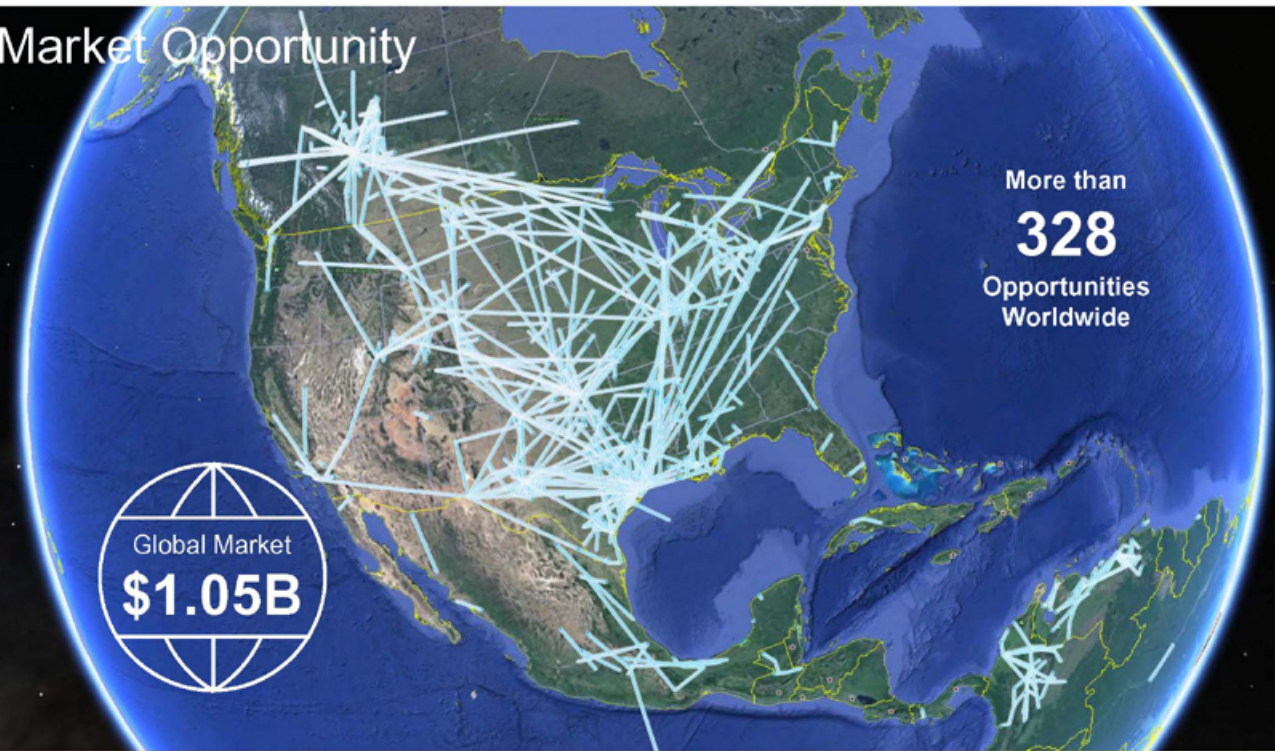 Market Opportunity
More than
328
Opportunities
Worldwide
Global Market
$1.05B